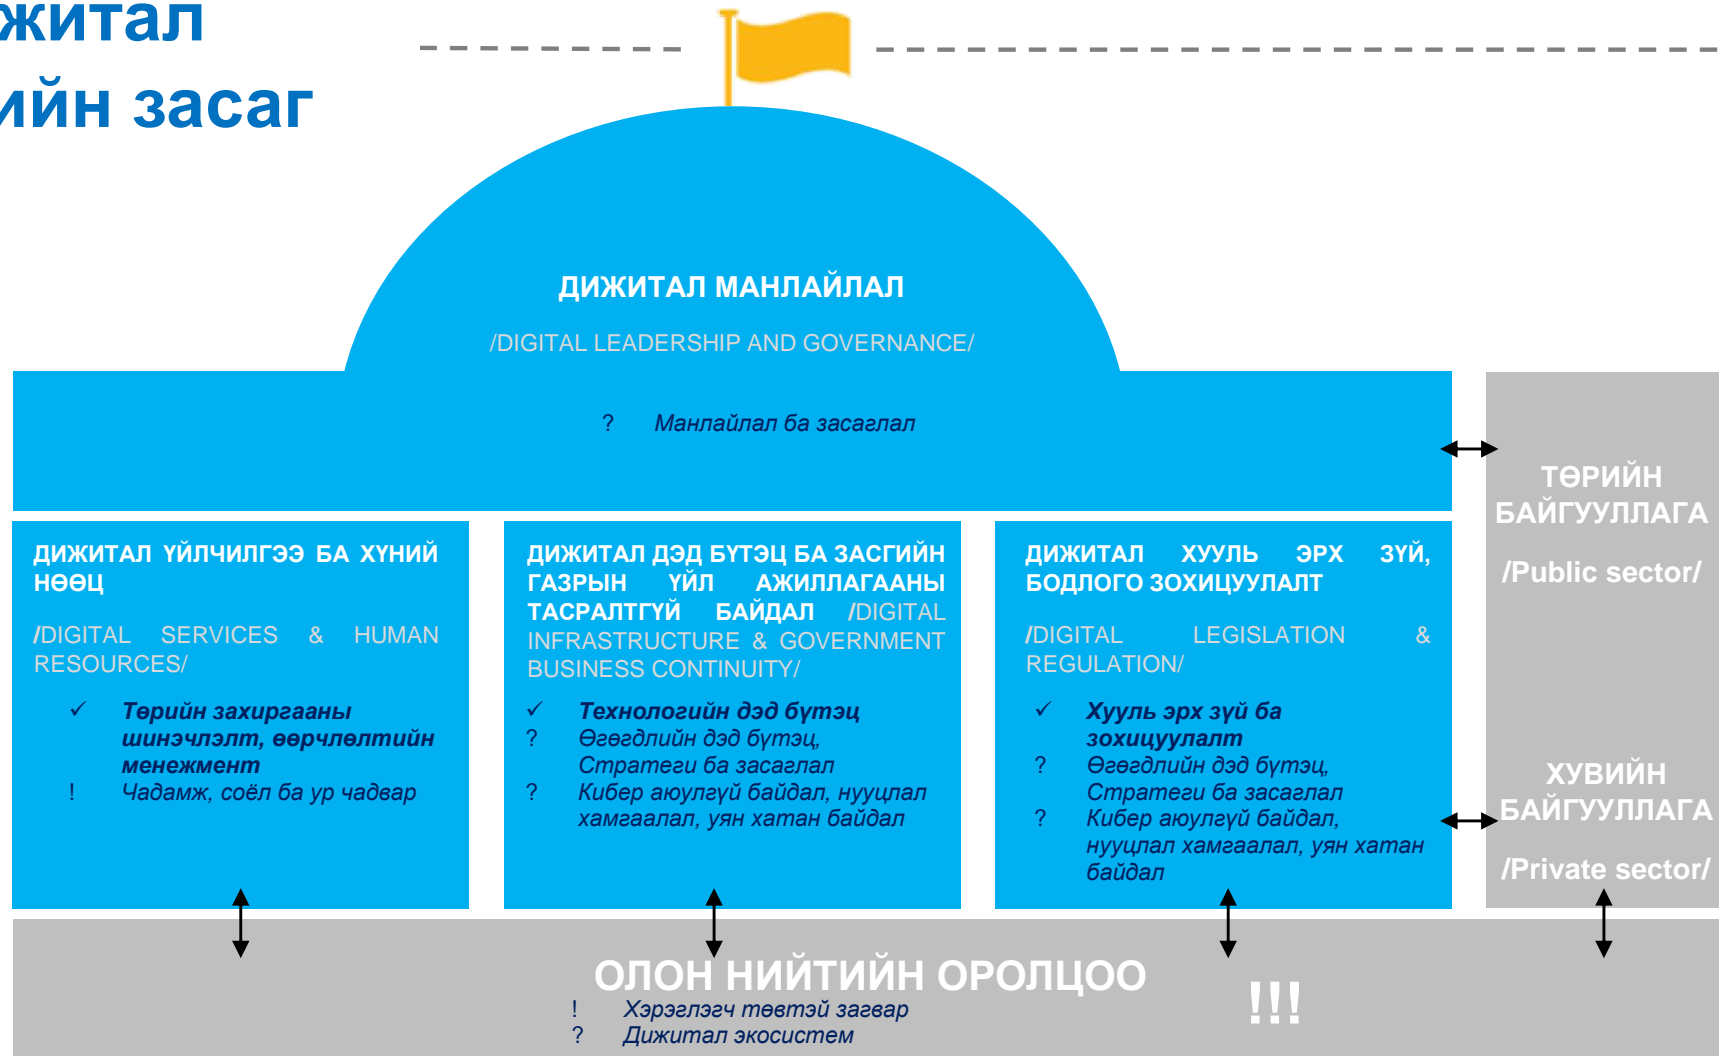 житал
ийн засаг
ДИЖИТАЛ МАНЛАЙЛАЛ
/DIGITAL LEADERSHIP AND GOVERNANCE/
? Манлайлал ба засаглал
ДИЖИТАЛ ҮЙЛЧИЛГЭЭ БА ХҮНИЙ
НӨӨЦ
/DIGITAL SERVICES & HUMAN
RESOURCES/
✓ Төрийн захиргааны
шинэчлэлт, өөрчлөлтийн
менежмент
! Чадамж, соёл ба ур чадвар
ДИЖИТАЛ ДЭД БҮТЭЦ БА ЗАСГИЙН
ГАЗРЫН ҮЙЛ АЖИЛЛАГААНЫ
ТАСРАЛТГҮЙ БАЙДАЛ /DIGITAL
INFRASTRUCTURE & GOVERNMENT
BUSINESS CONTINUITY/
✓ Технологийн дэд бүтэц
? Өгөгдлийн дэд бүтэц,
Стратеги ба засаглал
? Кибер аюулгүй байдал, нууцлал
хамгаалал, уян хатан байдал
ДИЖИТАЛ ХУУЛЬ ЭРХ ЗҮЙ,
БОДЛОГО ЗОХИЦУУЛАЛТ
/DIGITAL LEGISLATION &
REGULATION/
✓ Хууль эрх зүй ба
зохицуулалт
? Өгөгдлийн дэд бүтэц,
Стратеги ба засаглал
? Кибер аюулгүй байдал,
нууцлал хамгаалал, уян хатан
байдал
ТӨРИЙН
БАЙГУУЛЛАГА
/Public sector/
ХУВИЙН
БАЙГУУЛЛАГА
/Private sector/
ОЛОН НИЙТИЙН ОРОЛЦОО
!!!
! Хэрэглэгч төвтэй загвар
? Дижитал экосистем